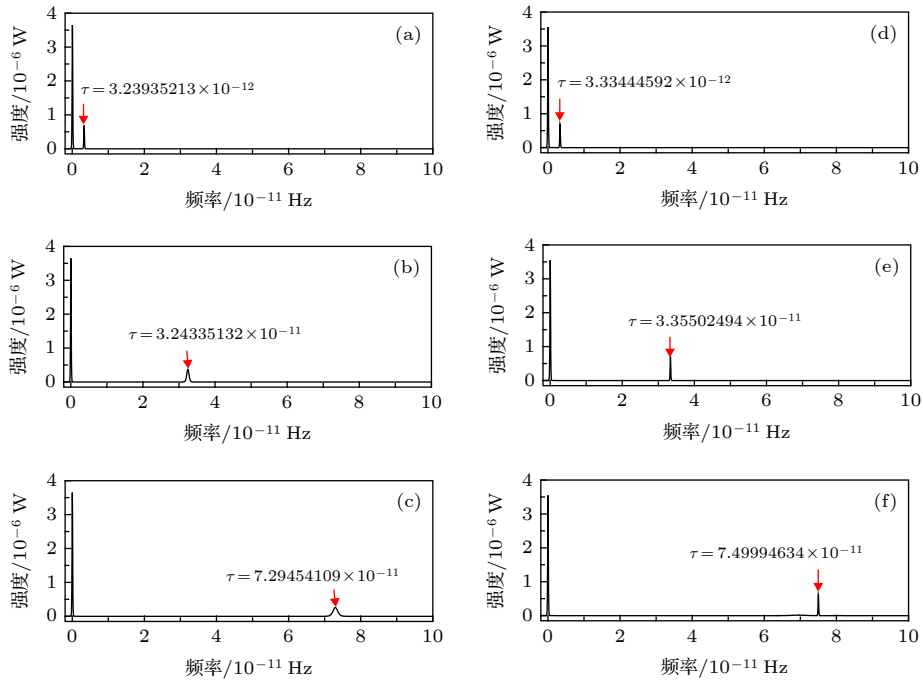 强度/10⁻⁶ W
4
3
2
1
0
(a)
τ = 3.23935213×10⁻¹²
0 2 4 6 8 10
频率/10⁻¹¹ Hz
强度/10⁻⁶ W
4
3
2
1
0
(d)
τ = 3.33444592×10⁻¹²
0 2 4 6 8 10
频率/10⁻¹¹ Hz
强度/10⁻⁶ W
4
3
2
1
0
(b)
τ = 3.24335132×10⁻¹¹
0 2 4 6 8 10
频率/10⁻¹¹ Hz
强度/10⁻⁶ W
4
3
2
1
0
(e)
τ = 3.35502494×10⁻¹¹
0 2 4 6 8 10
频率/10⁻¹¹ Hz
强度/10⁻⁶ W
4
3
2
1
0
(c)
τ = 7.29454109×10⁻¹¹
0 2 4 6 8 10
频率/10⁻¹¹ Hz
强度/10⁻⁶ W
4
3
2
1
0
(f)
τ = 7.49994634×10⁻¹¹
0 2 4 6 8 10
频率/10⁻¹¹ Hz